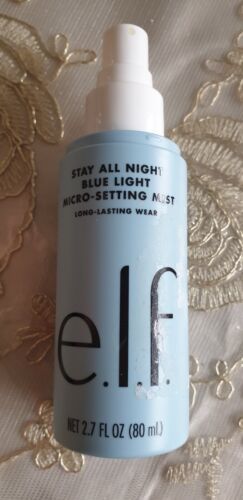 STAY ALL NIGHT
BLUE LIGHT
MICRO-SETTING MIST
LONG-LASTING WEAR
e.l.f.
NET 2.7 FL OZ (80 mL)